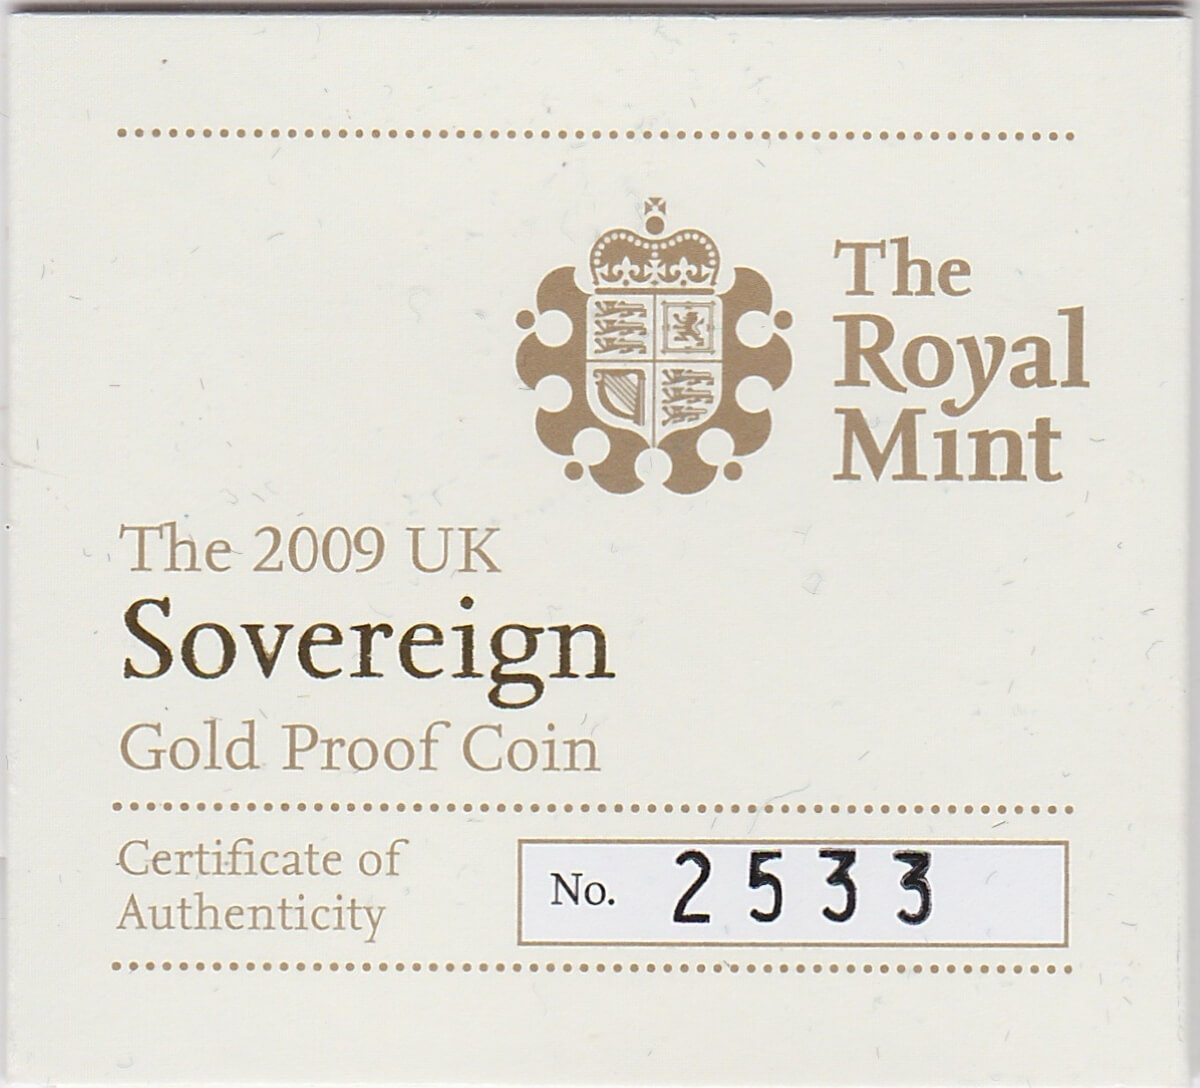 The
Royal
Mint
The 2009 UK
Sovereign
Gold Proof Coin
Certificate of
Authenticity
No. 2533